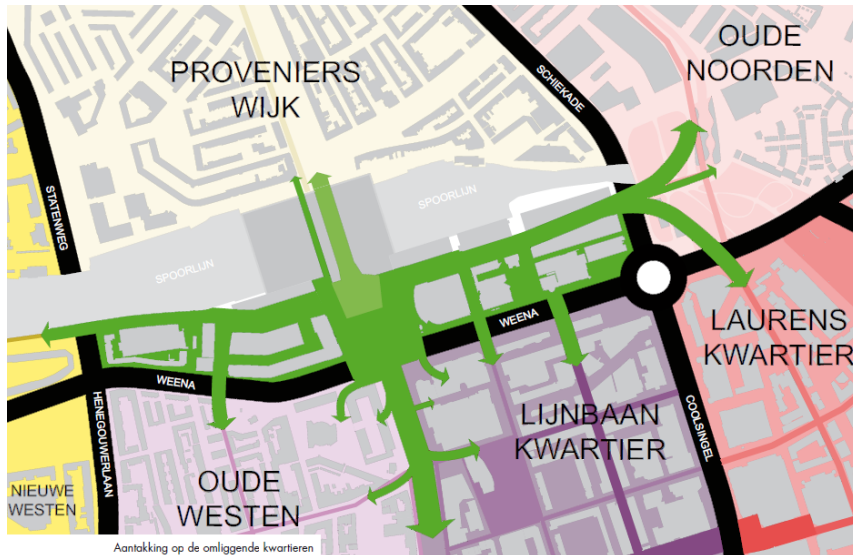 OUDE
NOORDEN
PROVENIERS
WIJK
SCHIEKADE
STATENWEG
SPOORLIJN
SPOORLIJN
WEENA
LAURENS
KWARTIER
WEENA
HENEGOUWERLAAN
LIJNBAAN
KWARTIER
COOLSINGEL
OUDE
WESTEN
NIEUWE
WESTEN
Aantakking op de omliggende kwartieren